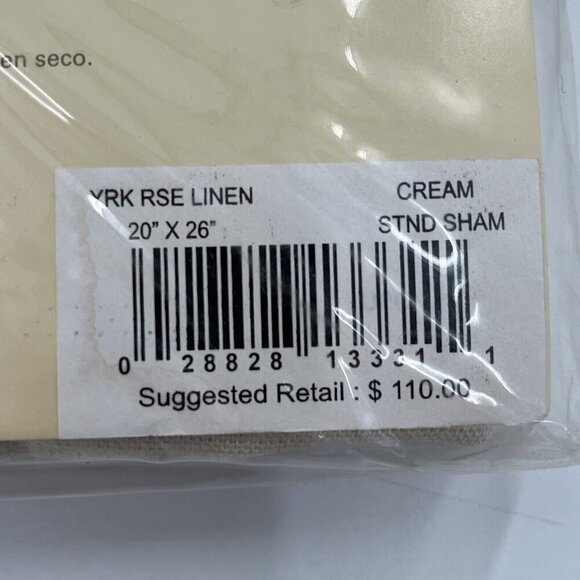 en seco.
YRK RSE LINEN CREAM
20" X 26" STND SHAM
0 28828 13331 1
Suggested Retail : $ 110.00